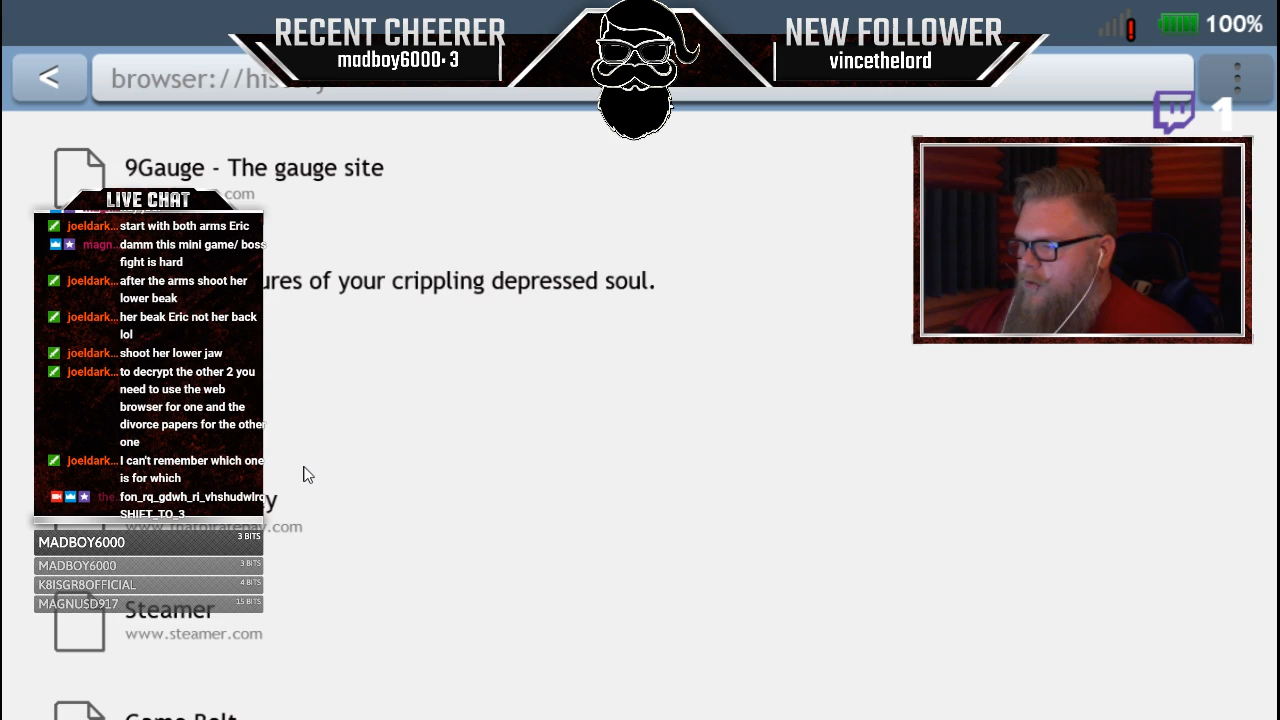 RECENT CHEERER
madboy6000· 3
NEW FOLLOWER
vincethelord
100%
<
1
9Gauge - The gauge site
.com
LIVE CHAT
joeldark... start with both arms Eric
magn... damm this mini game/ boss
fight is hard
joeldark... after the arms shoot her
lower beak
joeldark... her beak Eric not her back
lol
joeldark... shoot her lower jaw
joeldark... to decrypt the other 2 you
need to use the web
browser for one and the
divorce papers for the other
one
joeldark... I can't remember which one
is for which
the... fon_rq_gdwh_ri_vhshudwlrq
SHIFT_TO_3
ures of your crippling depressed soul.
MADBOY6000 3 BITS
MADBOY6000 3 BITS
K8ISGR8OFFICIAL 4 BITS
MAGNUSD917 15 BITS
Steamer
www.steamer.com